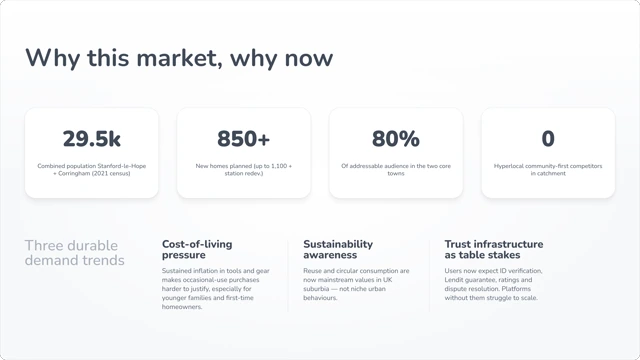 Why this market, why now
29.5k
Combined population Stanford-le-Hope
+ Corringham (2021 census)
850+
New homes planned (up to 1,100 +
station redev.)
80%
Of addressable audience in the two core
towns
0
Hyperlocal community-first competitors
in catchment
Three durable
demand trends
Cost-of-living
pressure
Sustained inflation in tools and gear
makes occasional-use purchases
harder to justify, especially for
younger families and first-time
homeowners.
Sustainability
awareness
Reuse and circular consumption are
now mainstream values in UK
suburbia — not niche urban
behaviours.
Trust infrastructure
as table stakes
Users now expect ID verification,
Lendit guarantee, ratings and
dispute resolution. Platforms
without them struggle to scale.